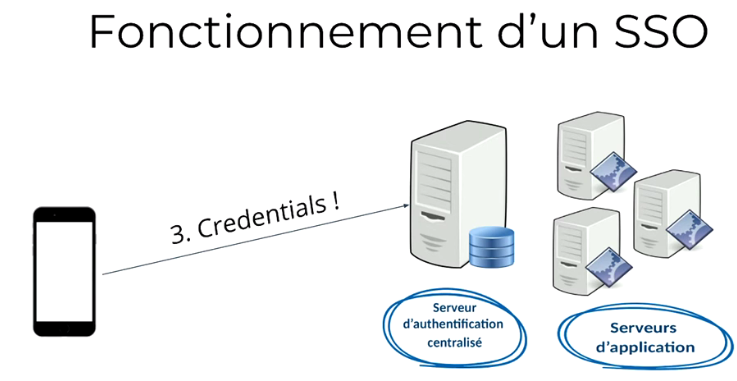 Fonctionnement d'un SSO
3. Credentials !
Serveur
d'authentification
centralisé
Serveurs
d'application